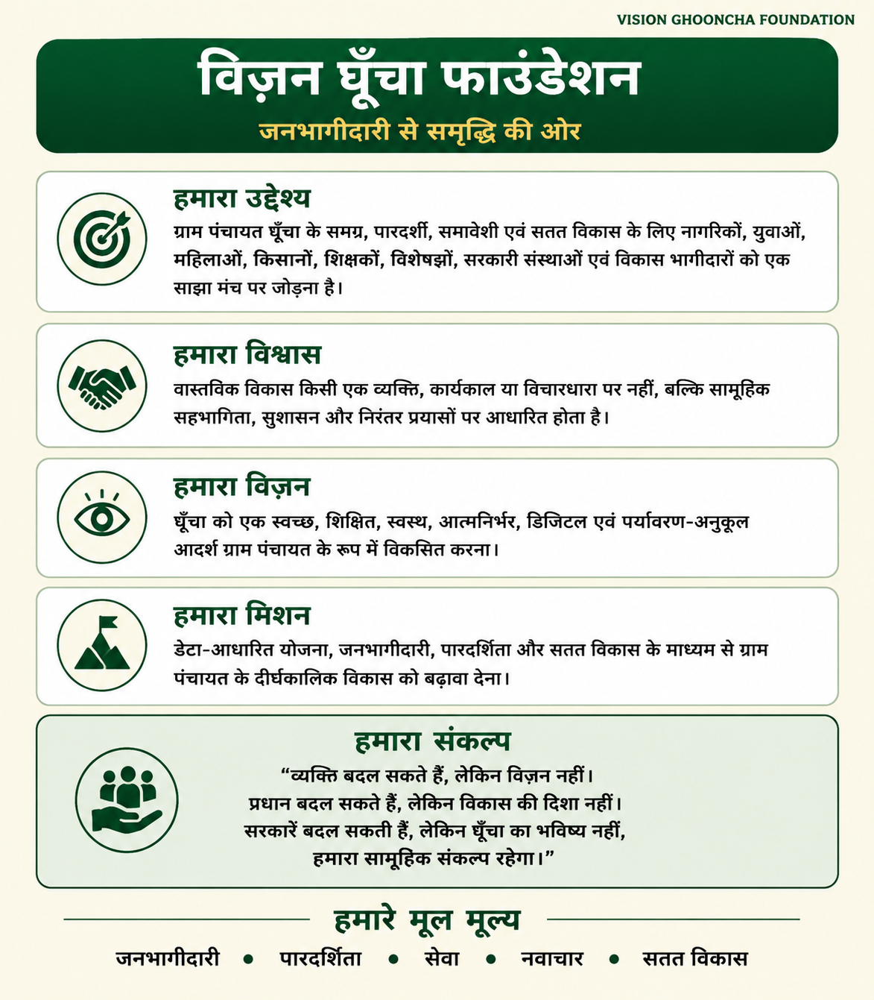 VISION GHOONCHA FOUNDATION
विज़न घूँचा फाउंडेशन
जनभागीदारी से समृद्धि की ओर
हमारा उद्देश्य
ग्राम पंचायत घूँचा के समग्र, पारदर्शी, समावेशी एवं सतत विकास के लिए नागरिकों, युवाओं,
महिलाओं, किसानों, शिक्षकों, विशेषज्ञों, सरकारी संस्थाओं एवं विकास भागीदारों को एक
साझा मंच पर जोड़ना है।
हमारा विश्वास
वास्तविक विकास किसी एक व्यक्ति, कार्यकाल या विचारधारा पर नहीं, बल्कि सामूहिक
सहभागिता, सुशासन और निरंतर प्रयासों पर आधारित होता है।
हमारा विज़न
घूँचा को एक स्वच्छ, शिक्षित, स्वस्थ, आत्मनिर्भर, डिजिटल एवं पर्यावरण-अनुकूल
आदर्श ग्राम पंचायत के रूप में विकसित करना।
हमारा मिशन
डेटा-आधारित योजना, जनभागीदारी, पारदर्शिता और सतत विकास के माध्यम से ग्राम
पंचायत के दीर्घकालिक विकास को बढ़ावा देना।
हमारा संकल्प
“व्यक्ति बदल सकते हैं, लेकिन विज़न नहीं।
प्रधान बदल सकते हैं, लेकिन विकास की दिशा नहीं।
सरकारें बदल सकती हैं, लेकिन घूँचा का भविष्य नहीं,
हमारा सामूहिक संकल्प रहेगा।”
हमारे मूल मूल्य
जनभागीदारी ● पारदर्शिता ● सेवा ● नवाचार ● सतत विकास